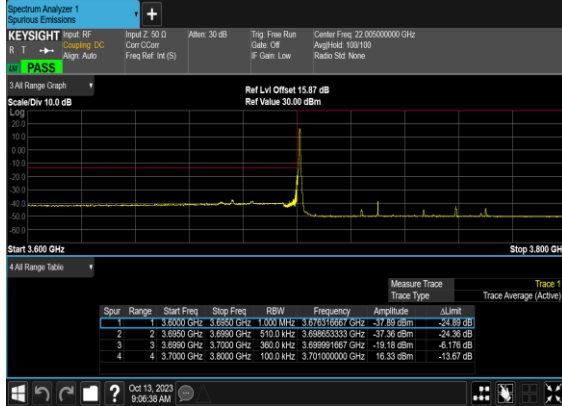 Spectrum Analyzer 1
Spurious Emissions
+
KEYSIGHT Input: RF Input Z: 50 Ω Atten: 30 dB Trig: Free Run Center Freq: 22.005000000 GHz
R T Coupling: DC Corr CCorr Gate: Off Avg|Hold: 100/100
Align: Auto Freq Ref: Int (S) IF Gain: Low Radio Std: None
PASS
3 All Range Graph
Ref Lvl Offset 15.87 dB
Scale/Div 10.0 dB Ref Value 30.00 dBm
Log
20.0
10.0
0.00
-10.0
-20.0
-30.0
-40.0
-50.0
-60.0
Start 3.600 GHz Stop 3.800 GH
4 All Range Table
Measure Trace Trace 1
Trace Type Trace Average (Active)
Spur Range Start Freq Stop Freq RBW Frequency Amplitude ΔLimit
1 1 3.6000 GHz 3.6950 GHz 1.000 MHz 3.676316667 GHz -37.89 dBm -24.89 dB
2 2 3.6950 GHz 3.6990 GHz 510.0 kHz 3.698653333 GHz -37.36 dBm -24.36 dB
3 3 3.6990 GHz 3.7000 GHz 360.0 kHz 3.699991667 GHz -19.18 dBm -6.176 dB
4 4 3.7000 GHz 3.8000 GHz 100.0 kHz 3.701000000 GHz 16.33 dBm -13.67 dB
? Oct 13, 2023
9:06:38 AM